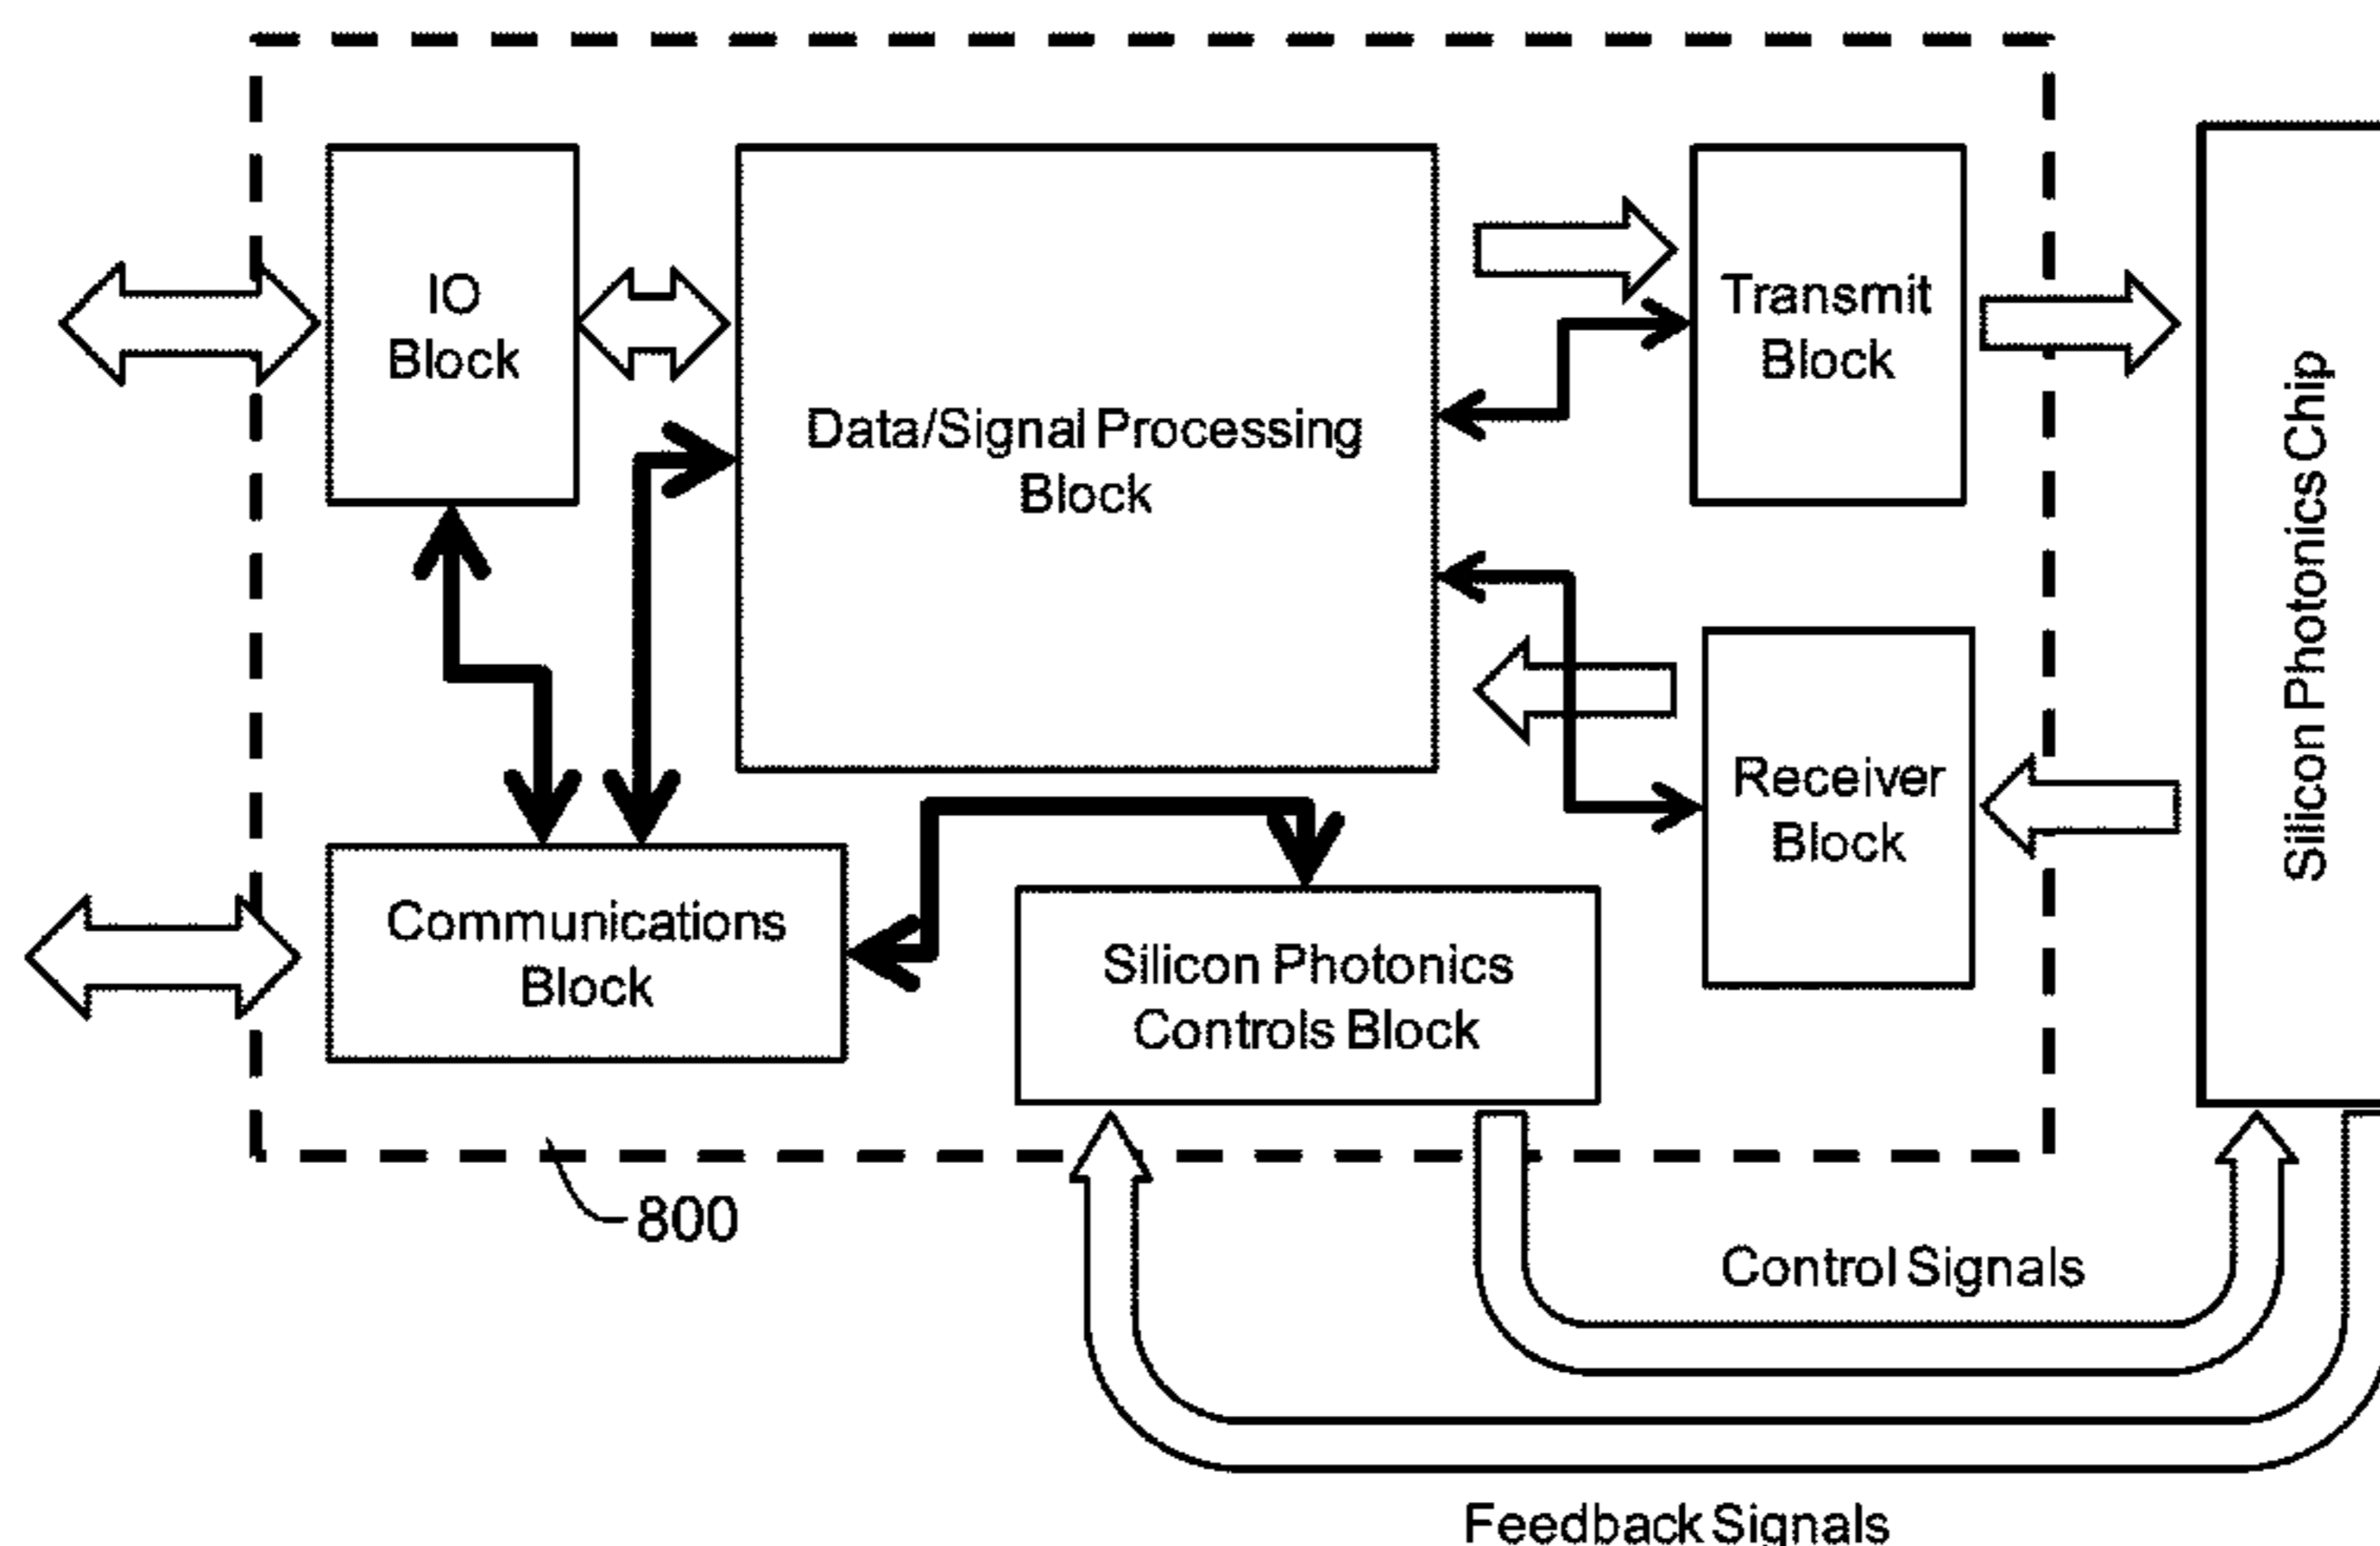 IO
Block
Data/Signal Processing
Block
Transmit
Block
Silicon Photonics Chip
Receiver
Block
Communications
Block
Silicon Photonics
Controls Block
800
Control Signals
Feedback Signals